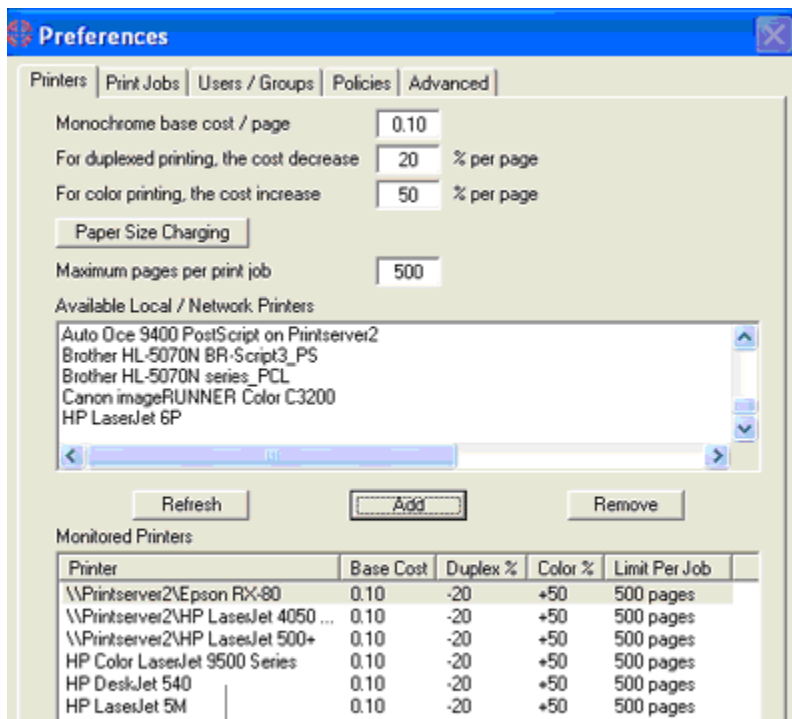 Preferences
Printers Print Jobs Users / Groups Policies Advanced
Monochrome base cost / page 0.10
For duplexed printing, the cost decrease 20 % per page
For color printing, the cost increase 50 % per page
Paper Size Charging
Maximum pages per print job 500
Available Local / Network Printers
Auto Oce 9400 PostScript on Printserver2
Brother HL-5070N BR-Script3_PS
Brother HL-5070N series_PCL
Canon imageRUNNER Color C3200
HP LaserJet 6P
Refresh Add Remove
Monitored Printers
Printer Base Cost Duplex % Color % Limit Per Job
\\Printserver2\Epson RX-80 0.10 -20 +50 500 pages
\\Printserver2\HP LaserJet 4050 ... 0.10 -20 +50 500 pages
\\Printserver2\HP LaserJet 500+ 0.10 -20 +50 500 pages
HP Color LaserJet 9500 Series 0.10 -20 +50 500 pages
HP DeskJet 540 0.10 -20 +50 500 pages
HP LaserJet 5M 0.10 -20 +50 500 pages